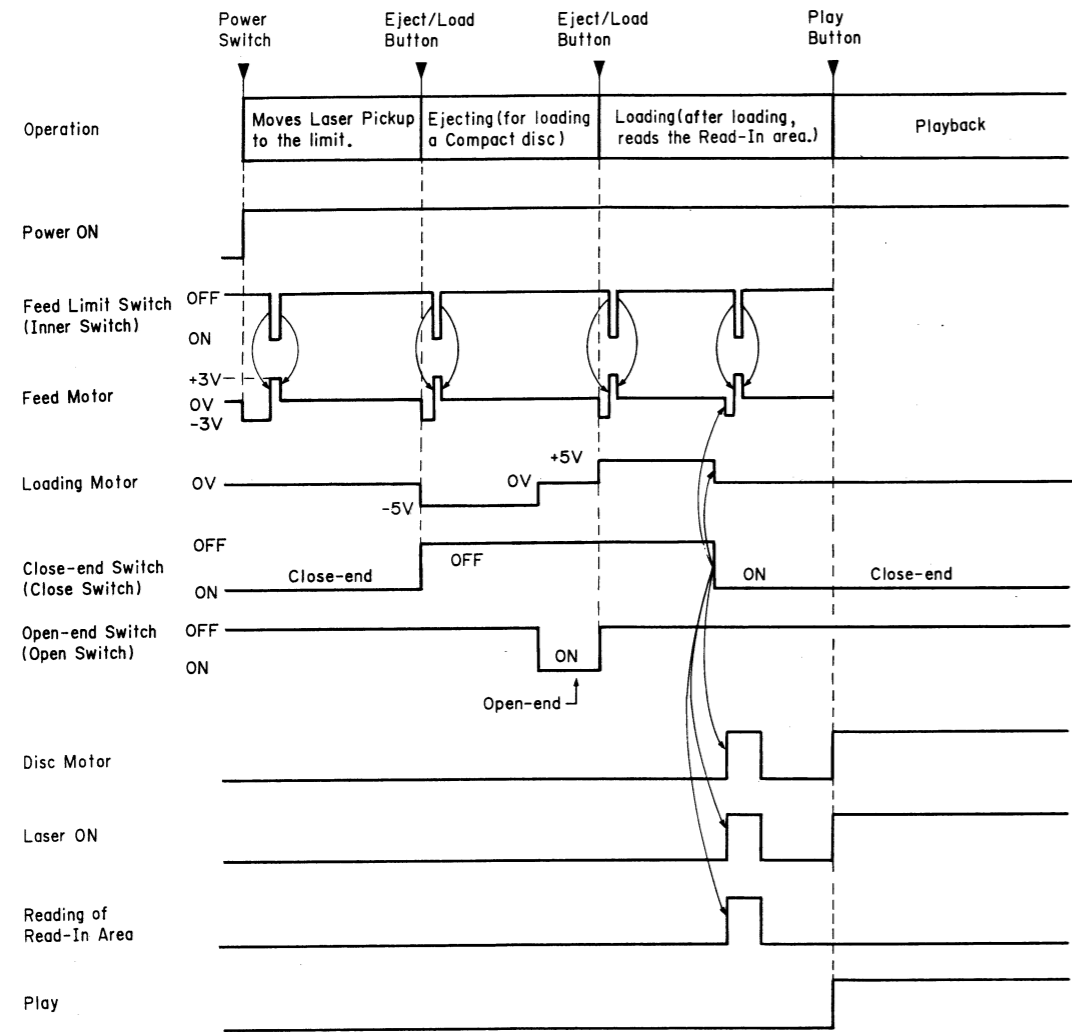 Power
Switch
Eject/Load
Button
Eject/Load
Button
Play
Button
Operation
Moves Laser Pickup
to the limit.
Ejecting (for loading
a Compact disc)
Loading (after loading,
reads the Read-In area.)
Playback
Power ON
Feed Limit Switch
(Inner Switch)
OFF
ON
Feed Motor
+3V
0V
-3V
Loading Motor
0V
-5V
0V
+5V
Close-end Switch
(Close Switch)
OFF
ON
Close-end
OFF
ON
Close-end
Open-end Switch
(Open Switch)
OFF
ON
ON
Open-end
Disc Motor
Laser ON
Reading of
Read-In Area
Play